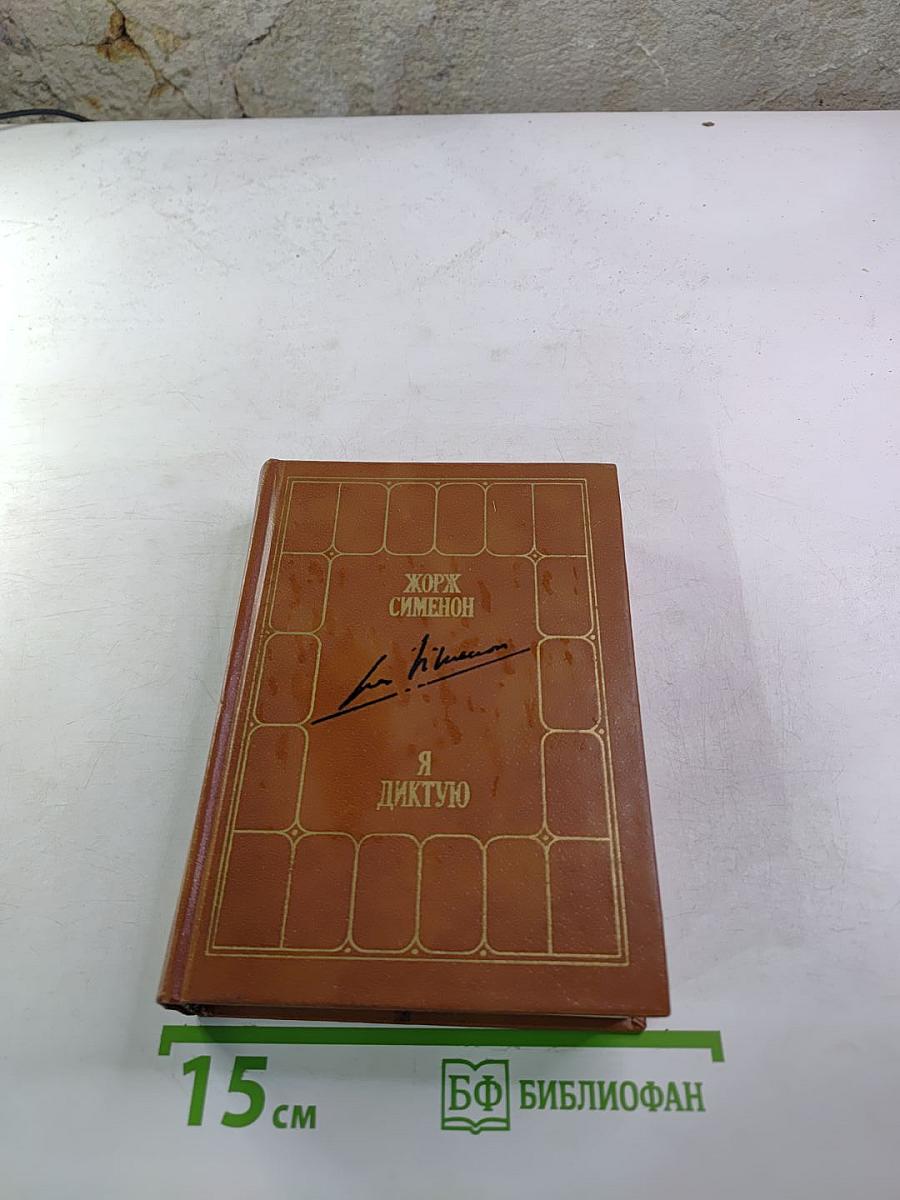 ЖОРЖ
СИМЕНОН
Я
ДИКТУЮ
15 см
БФ БИБЛИОФАН